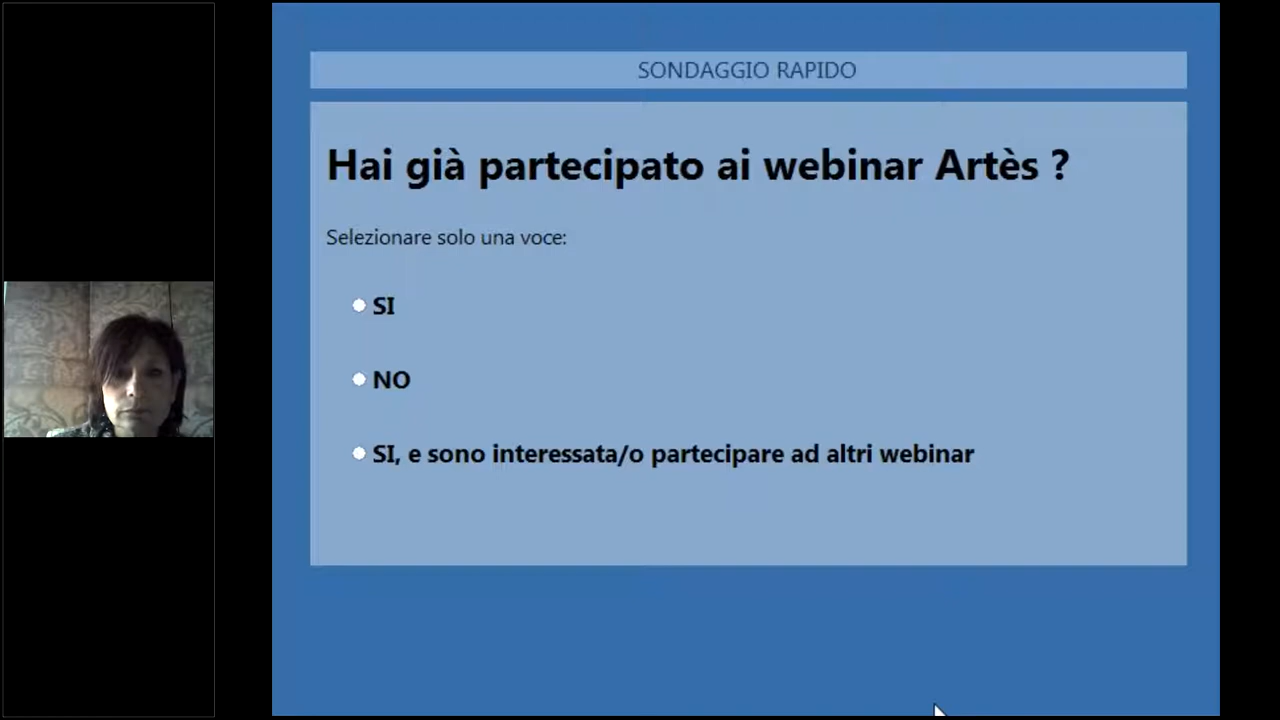 SONDAGGIO RAPIDO
Hai già partecipato ai webinar Artès ?
Selezionare solo una voce:
SI
NO
SI, e sono interessata/o partecipare ad altri webinar